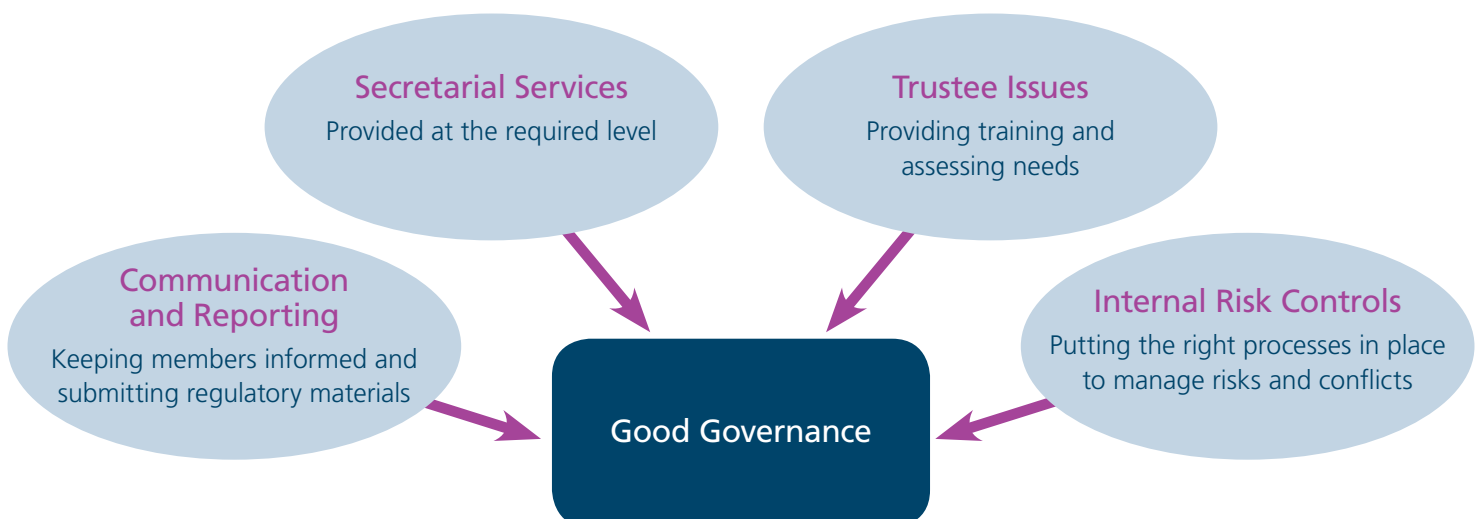 Secretarial Services
Provided at the required level
Trustee Issues
Providing training and
assessing needs
Communication
and Reporting
Keeping members informed and
submitting regulatory materials
Internal Risk Controls
Putting the right processes in place
to manage risks and conflicts
Good Governance